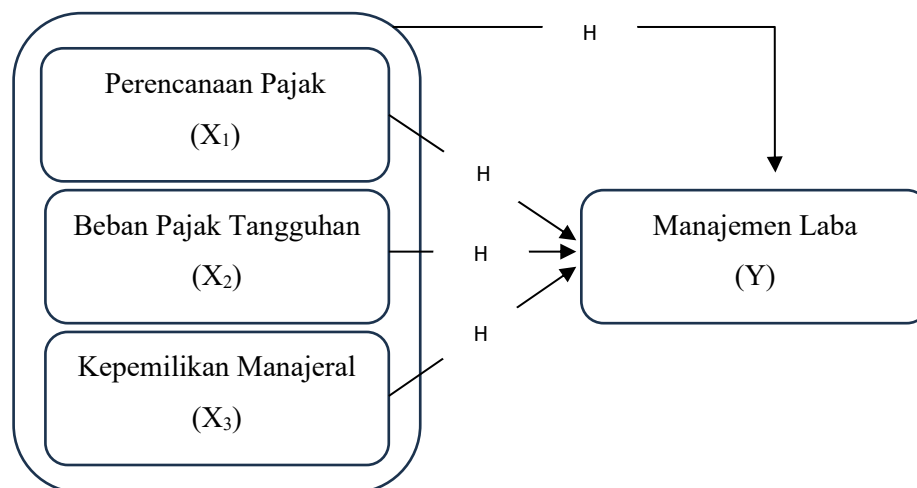 H
Perencanaan Pajak
(X₁)
H
Beban Pajak Tangguhan
(X₂)
H
Manajemen Laba
(Y)
H
Kepemilikan Manajeral
(X₃)